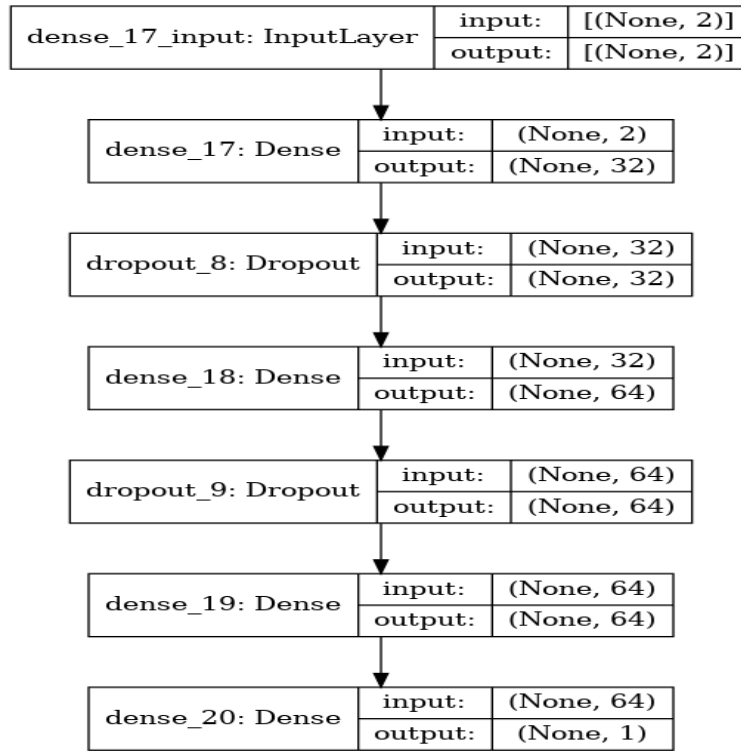 dense_17_input: InputLayer
input: [(None, 2)]
output: [(None, 2)]
dense_17: Dense
input: (None, 2)
output: (None, 32)
dropout_8: Dropout
input: (None, 32)
output: (None, 32)
dense_18: Dense
input: (None, 32)
output: (None, 64)
dropout_9: Dropout
input: (None, 64)
output: (None, 64)
dense_19: Dense
input: (None, 64)
output: (None, 64)
dense_20: Dense
input: (None, 64)
output: (None, 1)